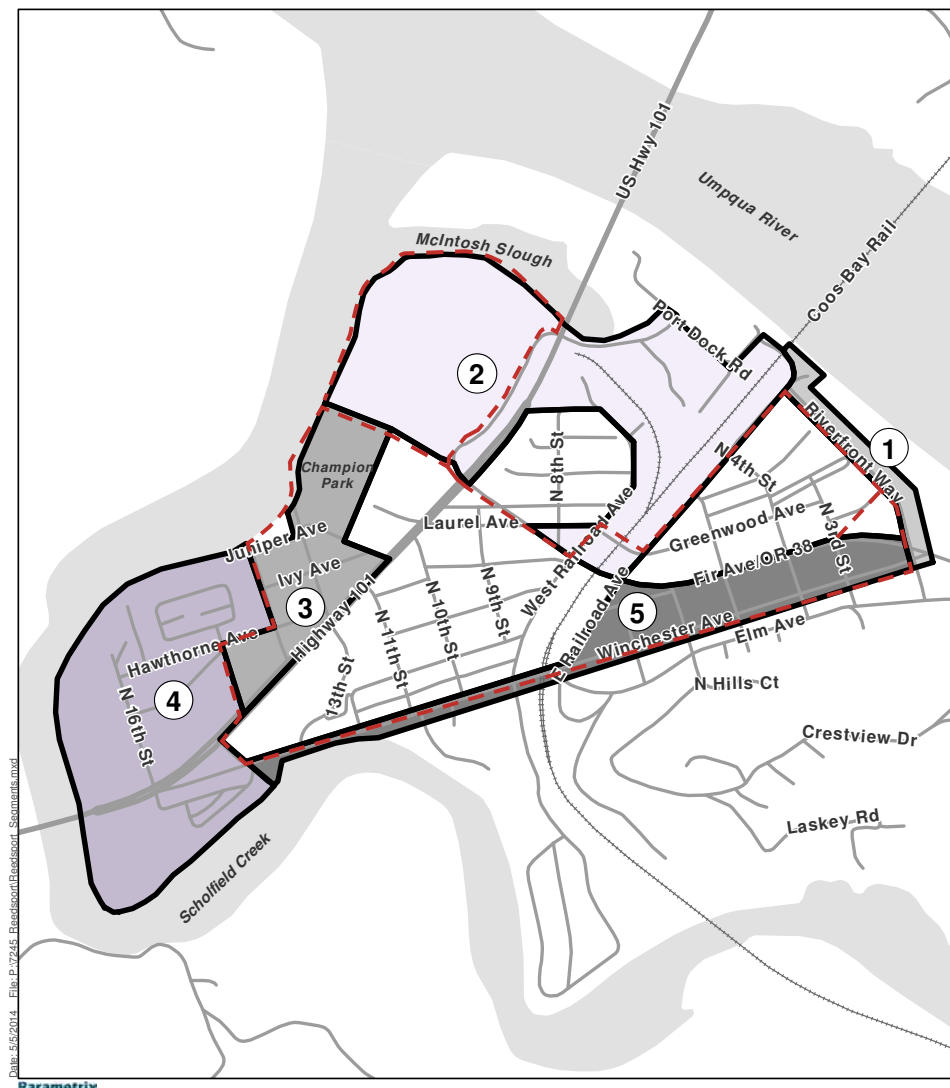 US Hwy 101
Umpqua River
McIntosh Slough
Coos Bay Rail
Port Dock Rd
2
Riverfront Way
1
N 8th St
N 4th St
Champion
Park
Laurel Ave
West Railroad Ave
Greenwood Ave
N 3rd St
Juniper Ave
Ivy Ave
Fir Ave/OR 38
3
Highway 101
N 9th St
N 10th St
N 11th St
5
E Railroad Ave
Winchester Ave
Elm Ave
Hawthorne Ave
13th St
N Hills Ct
4
N 16th St
Crestview Dr
Laskey Rd
Scholfield Creek
Date: 5/5/2014 File: P:\7245_Reedsport\Reedsport_Segments.mxd
Parametrix